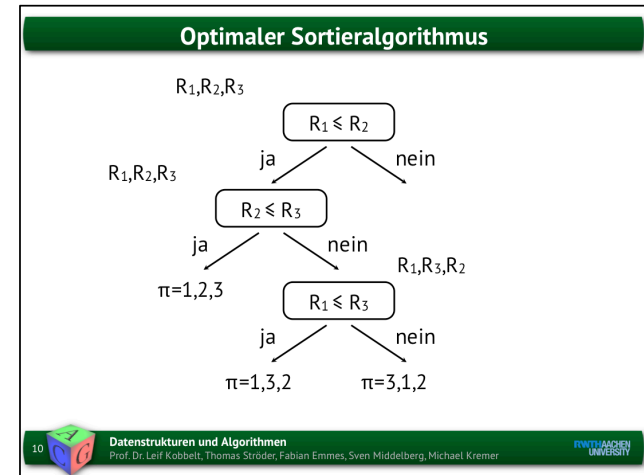 Optimaler Sortieralgorithmus
R₁,R₂,R₃
R₁ ⩽ R₂
ja nein
R₁,R₂,R₃
R₂ ⩽ R₃
ja nein
R₁,R₃,R₂
π=1,2,3
R₁ ⩽ R₃
ja nein
π=1,3,2 π=3,1,2
10
A
C G
Datenstrukturen und Algorithmen
Prof. Dr. Leif Kobbelt, Thomas Ströder, Fabian Emmes, Sven Middelberg, Michael Kremer
RWTHAACHEN
UNIVERSITY